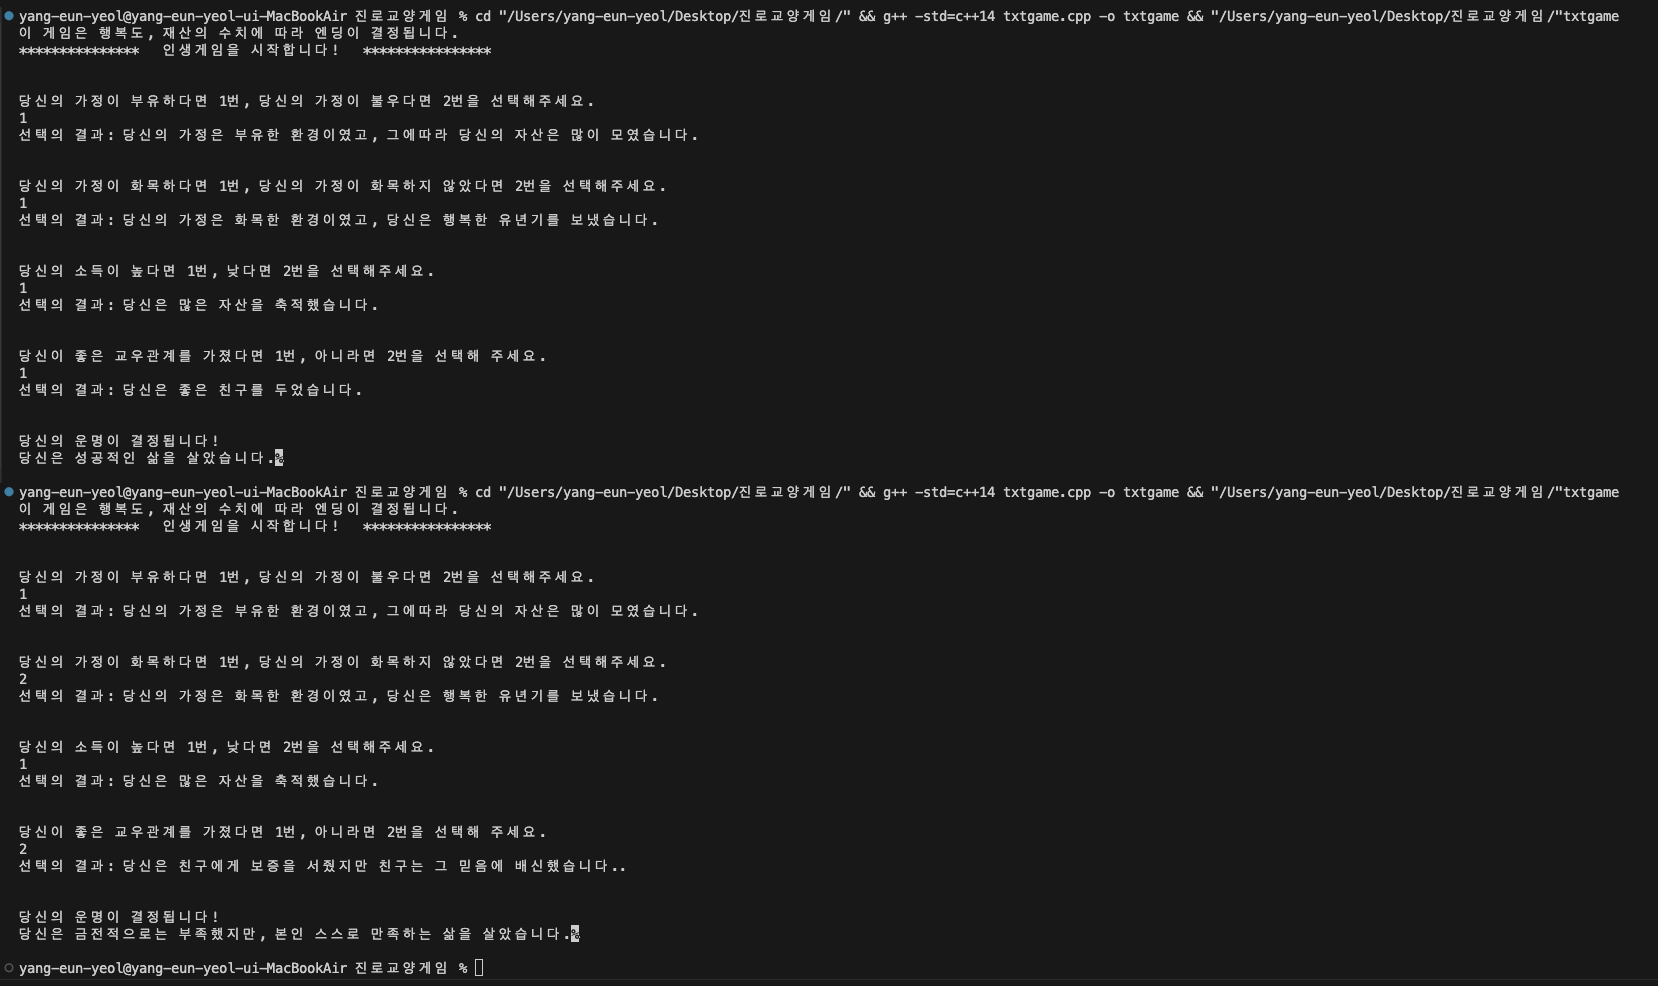 yang-eun-yeol@yang-eun-yeol-ui-MacBookAir 진로교양게임 % cd "/Users/yang-eun-yeol/Desktop/진로교양게임/" && g++ -std=c++14 txtgame.cpp -o txtgame && "/Users/yang-eun-yeol/Desktop/진로교양게임/"txtgame
이 게임은 행복도, 재산의 수치에 따라 엔딩이 결정됩니다.
*************** 인생게임을 시작합니다! ****************
당신의 가정이 부유하다면 1번, 당신의 가정이 불우다면 2번을 선택해주세요.
1
선택의 결과: 당신의 가정은 부유한 환경이였고, 그에따라 당신의 자산은 많이 모였습니다.
당신의 가정이 화목하다면 1번, 당신의 가정이 화목하지 않았다면 2번을 선택해주세요.
1
선택의 결과: 당신의 가정은 화목한 환경이였고, 당신은 행복한 유년기를 보냈습니다.
당신의 소득이 높다면 1번, 낮다면 2번을 선택해주세요.
1
선택의 결과: 당신은 많은 자산을 축적했습니다.
당신이 좋은 교우관계를 가졌다면 1번, 아니라면 2번을 선택해 주세요.
1
선택의 결과: 당신은 좋은 친구를 두었습니다.
당신의 운명이 결정됩니다!
당신은 성공적인 삶을 살았습니다.%
yang-eun-yeol@yang-eun-yeol-ui-MacBookAir 진로교양게임 % cd "/Users/yang-eun-yeol/Desktop/진로교양게임/" && g++ -std=c++14 txtgame.cpp -o txtgame && "/Users/yang-eun-yeol/Desktop/진로교양게임/"txtgame
이 게임은 행복도, 재산의 수치에 따라 엔딩이 결정됩니다.
*************** 인생게임을 시작합니다! ****************
당신의 가정이 부유하다면 1번, 당신의 가정이 불우다면 2번을 선택해주세요.
1
선택의 결과: 당신의 가정은 부유한 환경이였고, 그에따라 당신의 자산은 많이 모였습니다.
당신의 가정이 화목하다면 1번, 당신의 가정이 화목하지 않았다면 2번을 선택해주세요.
2
선택의 결과: 당신의 가정은 화목한 환경이였고, 당신은 행복한 유년기를 보냈습니다.
당신의 소득이 높다면 1번, 낮다면 2번을 선택해주세요.
1
선택의 결과: 당신은 많은 자산을 축적했습니다.
당신이 좋은 교우관계를 가졌다면 1번, 아니라면 2번을 선택해 주세요.
2
선택의 결과: 당신은 친구에게 보증을 서줬지만 친구는 그 믿음에 배신했습니다..
당신의 운명이 결정됩니다!
당신은 금전적으로는 부족했지만, 본인 스스로 만족하는 삶을 살았습니다.%
yang-eun-yeol@yang-eun-yeol-ui-MacBookAir 진로교양게임 %